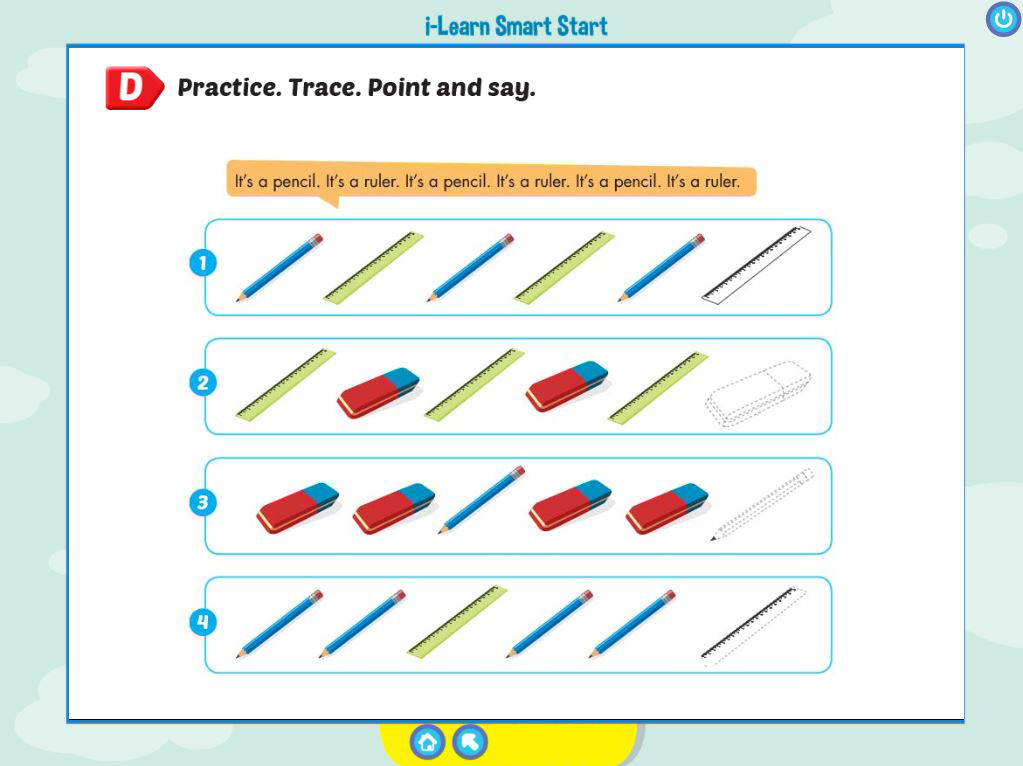 i-Learn Smart Start
D Practice. Trace. Point and say.
It's a pencil. It's a ruler. It's a pencil. It's a ruler. It's a pencil. It's a ruler.
1
2
3
4